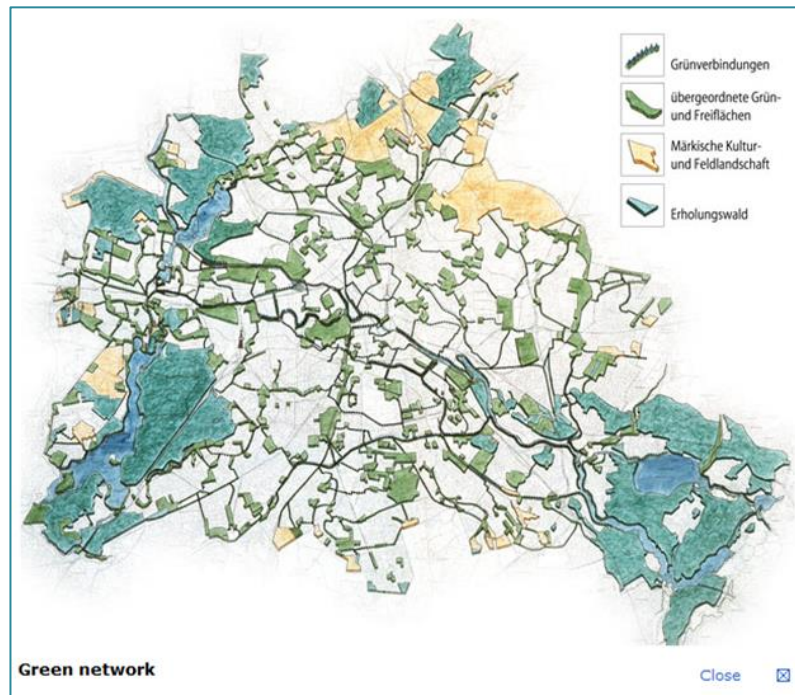 Grünverbindungen
übergeordnete Grün-
und Freiflächen
Märkische Kultur-
und Feldlandschaft
Erholungswald
Green network
Close